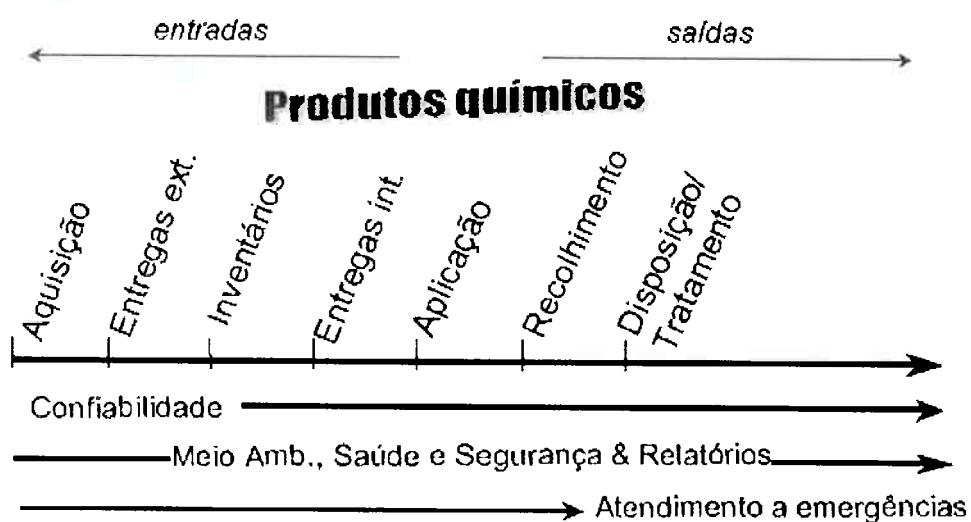 entradas
saídas
Produtos químicos
Aquisição
Entregas ext.
Inventários
Entregas int.
Aplicação
Recolhimento
Disposição/
Tratamento
Confiabilidade
Meio Amb., Saúde e Segurança & Relatórios
Atendimento a emergências